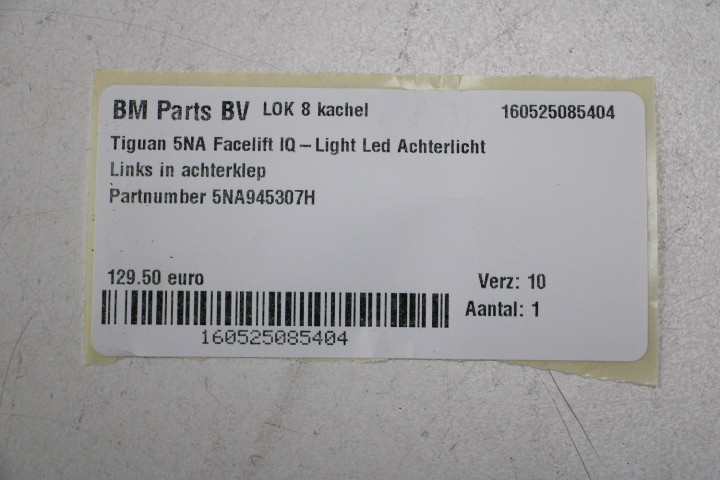 BM Parts BV LOK 8 kachel 160525085404
Tiguan 5NA Facelift IQ – Light Led Achterlicht
Links in achterklep
Partnumber 5NA945307H
129.50 euro Verz: 10
Aantal: 1
160525085404